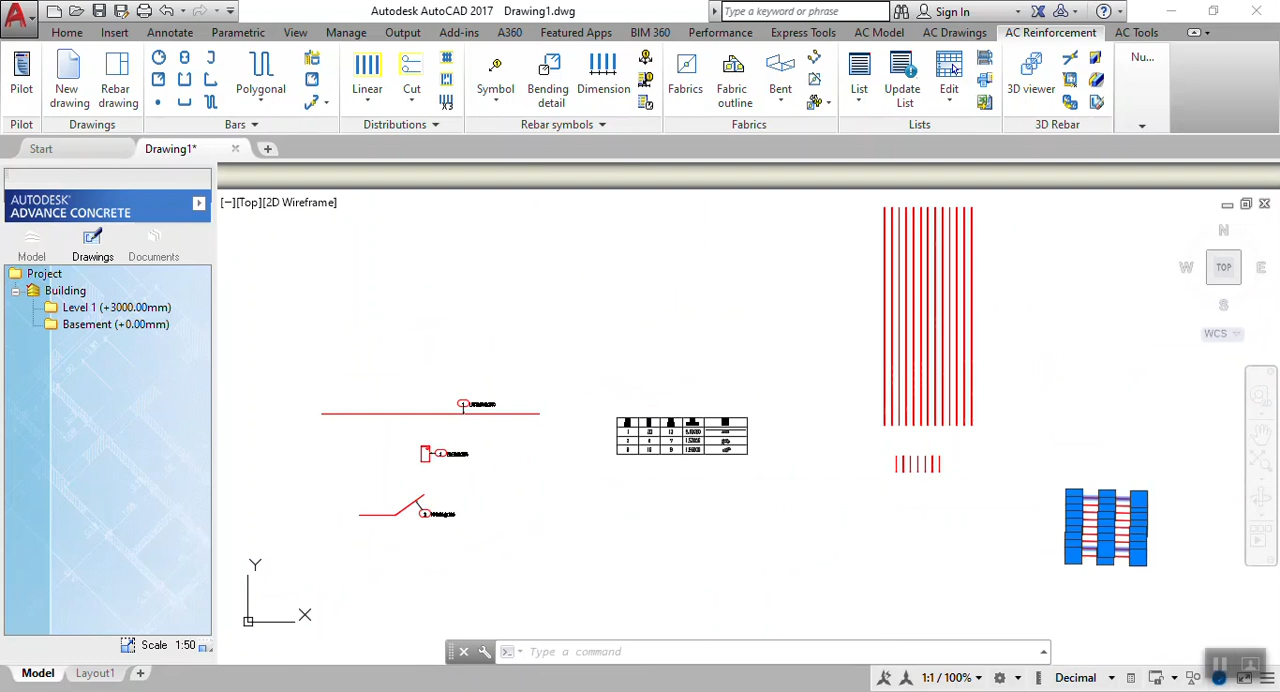 Autodesk AutoCAD 2017 Drawing1.dwg
Type a keyword or phrase
Sign In
Home Insert Annotate Parametric View Manage Output Add-ins A360 Featured Apps BIM 360 Performance Express Tools AC Model AC Drawings AC Reinforcement AC Tools
Pilot
New drawing
Rebar drawing
Polygonal
Linear
Cut
Symbol
Bending detail
Dimension
Fabrics
Fabric outline
Bent
List
Update List
Edit
3D viewer
Nu...
Pilot Drawings Bars Distributions Rebar symbols Fabrics Lists 3D Rebar
Start Drawing1*
[−][Top][2D Wireframe]
AUTODESK®
ADVANCE CONCRETE
Model Drawings Documents
Project
Building
Level 1 (+3000.00mm)
Basement (+0.00mm)
N
W TOP E
S
WCS
Y
X
Scale 1:50
Type a command
Model Layout1
1:1 / 100% Decimal